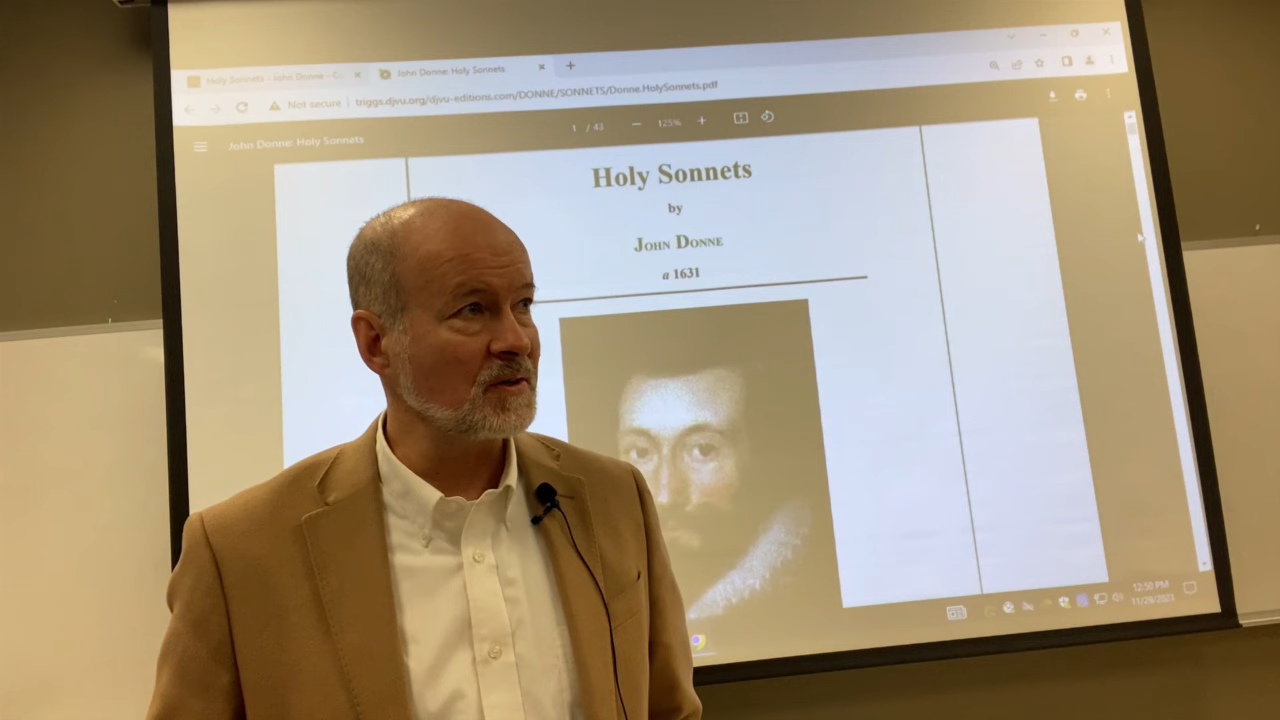 Holy Sonnets - John Donne - C...
John Donne: Holy Sonnets
Not secure
triggs.djvu.org/djvu-editions.com/DONNE/SONNETS/Donne.HolySonnets.pdf
John Donne: Holy Sonnets
1 / 43
125%
Holy Sonnets
by
JOHN DONNE
a 1631
12:50 PM
11/28/2023